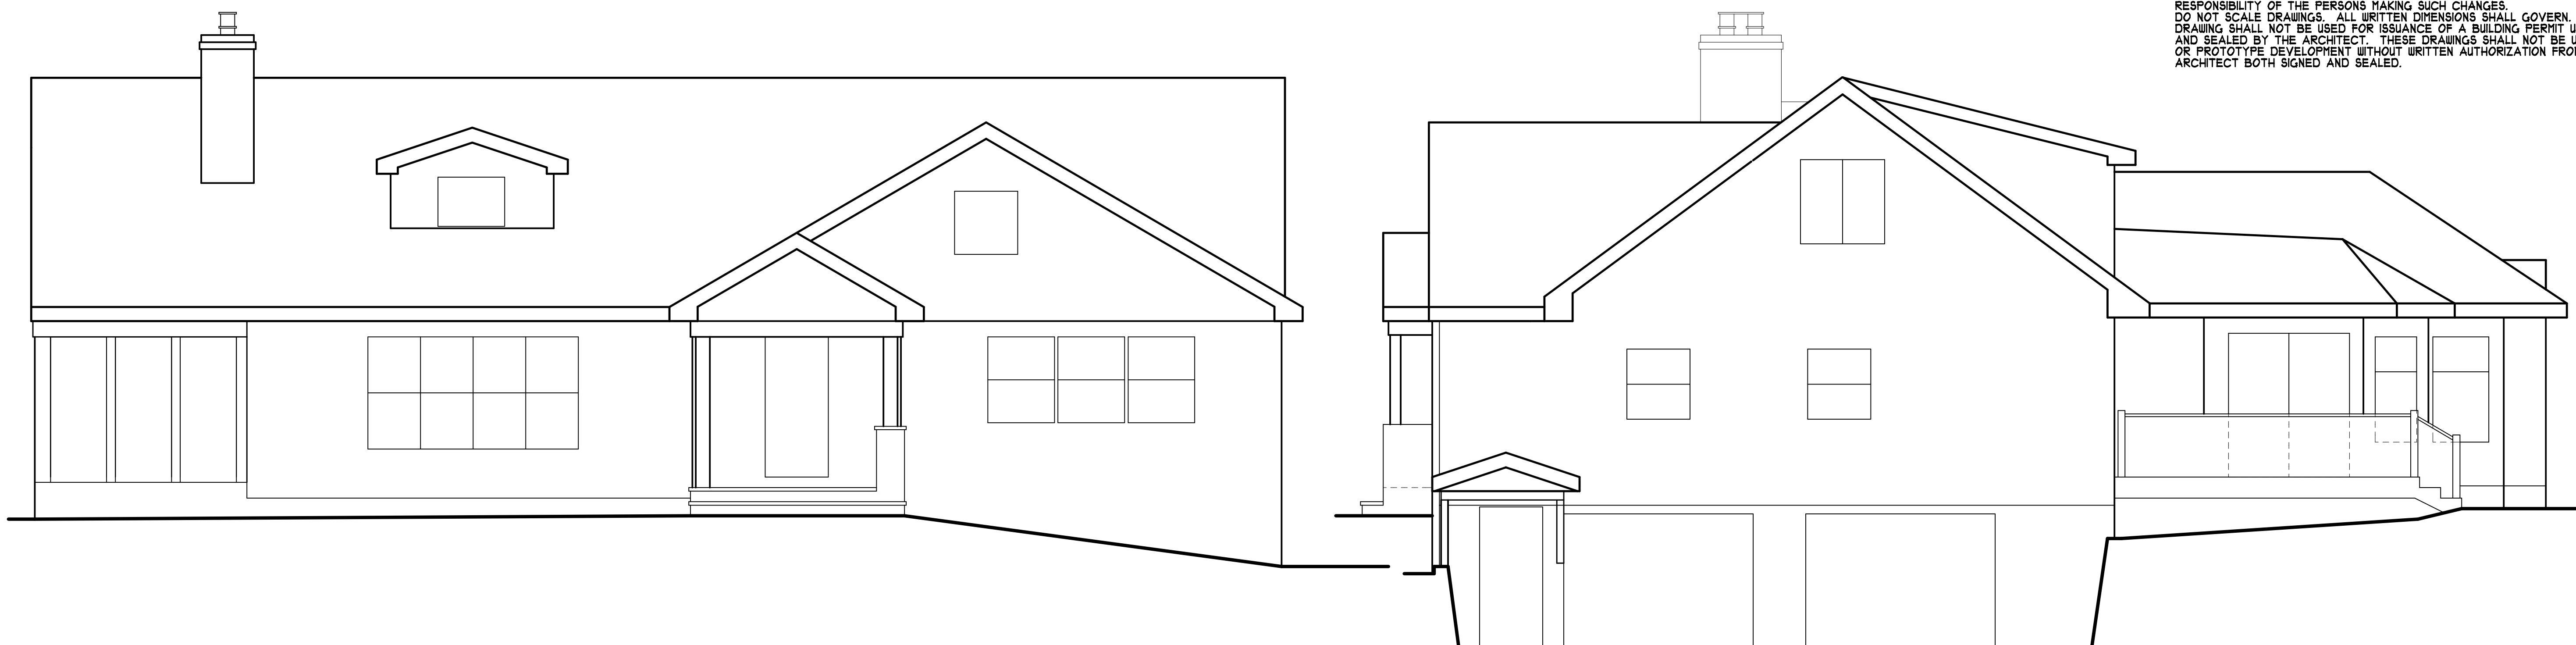 RESPONSIBILITY OF THE PERSONS MAKING SUCH CHANGES.
DO NOT SCALE DRAWINGS. ALL WRITTEN DIMENSIONS SHALL GOVERN.
DRAWING SHALL NOT BE USED FOR ISSUANCE OF A BUILDING PERMIT
AND SEALED BY THE ARCHITECT. THESE DRAWINGS SHALL NOT BE
OR PROTOTYPE DEVELOPMENT WITHOUT WRITTEN AUTHORIZATION
ARCHITECT BOTH SIGNED AND SEALED.